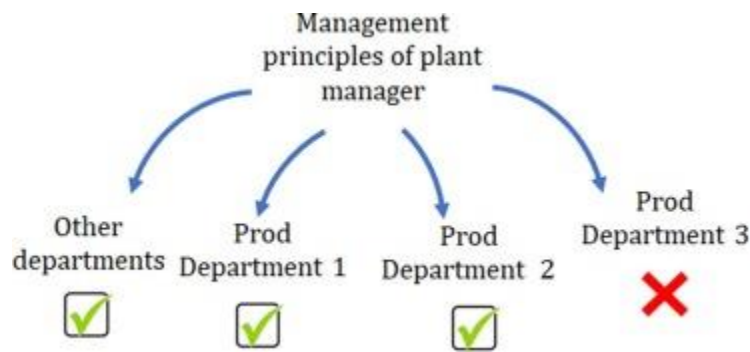 Management
principles of plant
manager
Other
departments
Prod
Department 1
Prod
Department 2
Prod
Department 3